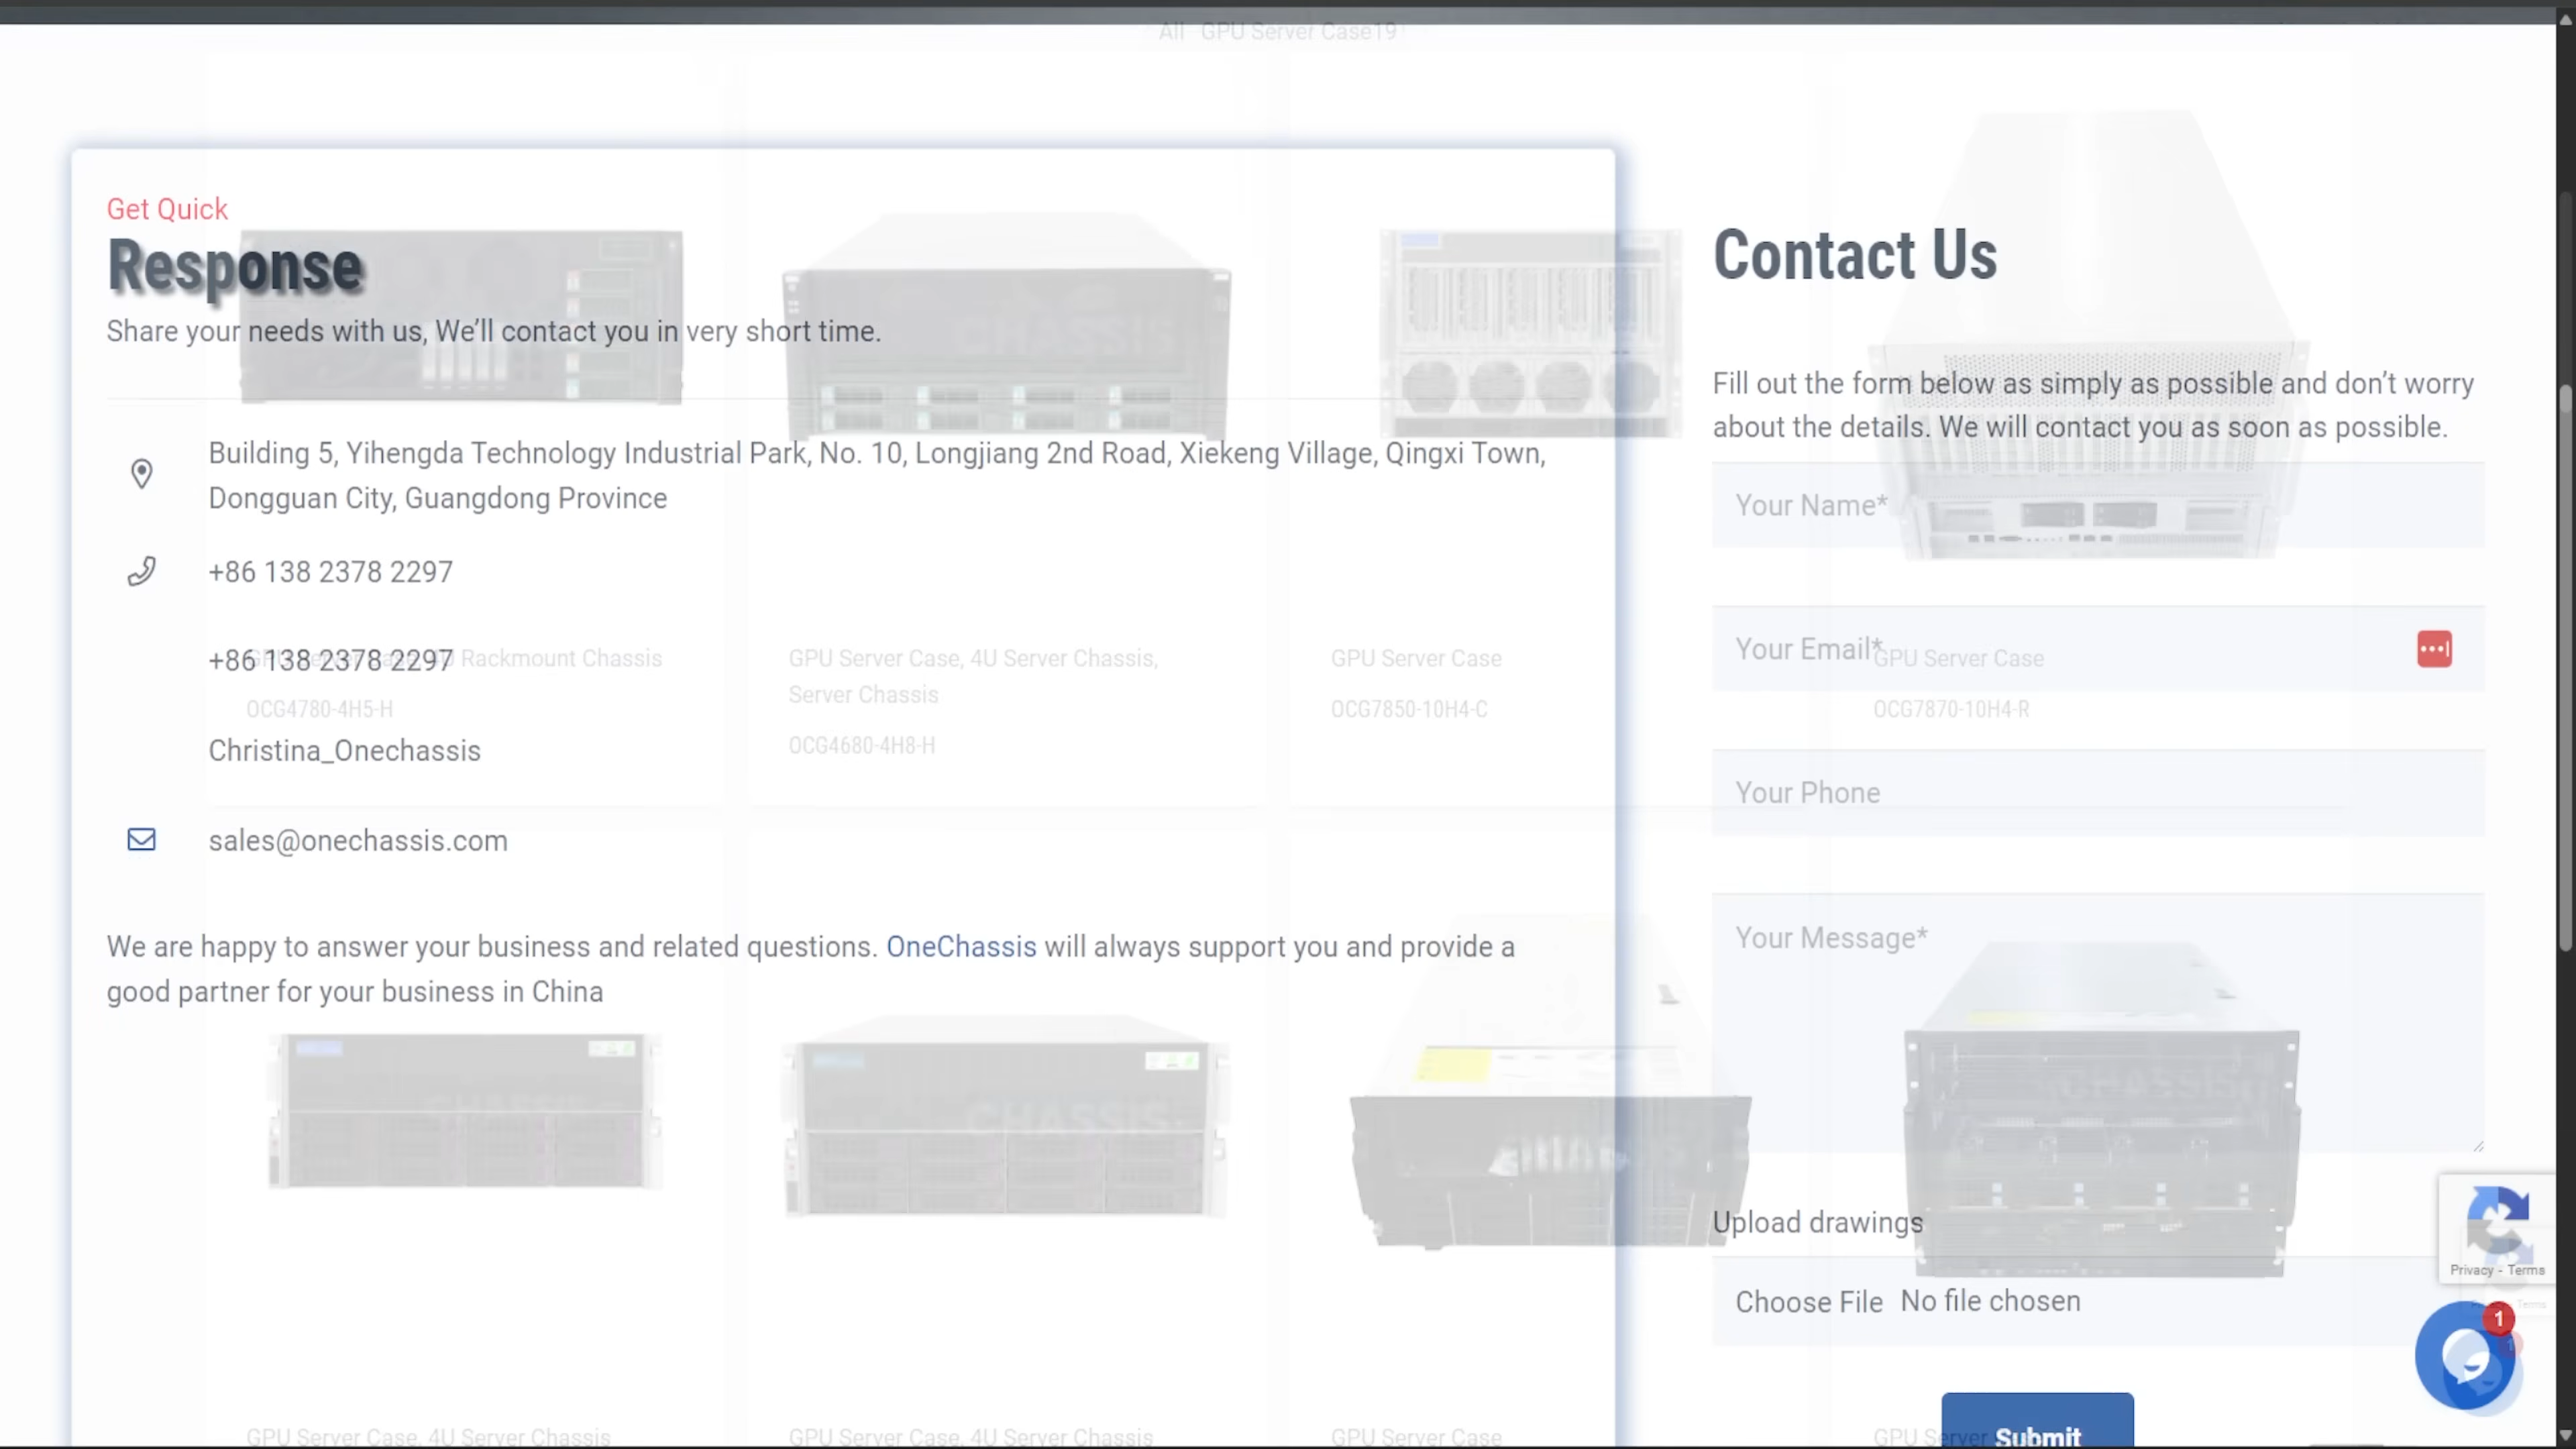 All GPU Server Case19
Get Quick
Response
Share your needs with us, We'll contact you in very short time.
Building 5, Yihengda Technology Industrial Park, No. 10, Longjiang 2nd Road, Xiekeng Village, Qingxi Town,
Dongguan City, Guangdong Province
+86 138 2378 2297
+86 138 2378 2297
Christina_Onechassis
sales@onechassis.com
We are happy to answer your business and related questions. OneChassis will always support you and provide a
good partner for your business in China
Contact Us
Fill out the form below as simply as possible and don't worry
about the details. We will contact you as soon as possible.
Your Name*
Your Email*
Your Phone
Your Message*
Upload drawings
Choose File No file chosen
Submit
Privacy - Terms
1
Rackmount Chassis
OCG4780-4H5-H
GPU Server Case, 4U Server Chassis,
Server Chassis
OCG4680-4H8-H
GPU Server Case
OCG7850-10H4-C
GPU Server Case
OCG7870-10H4-R
CHASSIS
CHASSIS
CHASSIS
CHASSIS
GPU Server Case, 4U Server Chassis
GPU Server Case, 4U Server Chassis
GPU Server Case
GPU